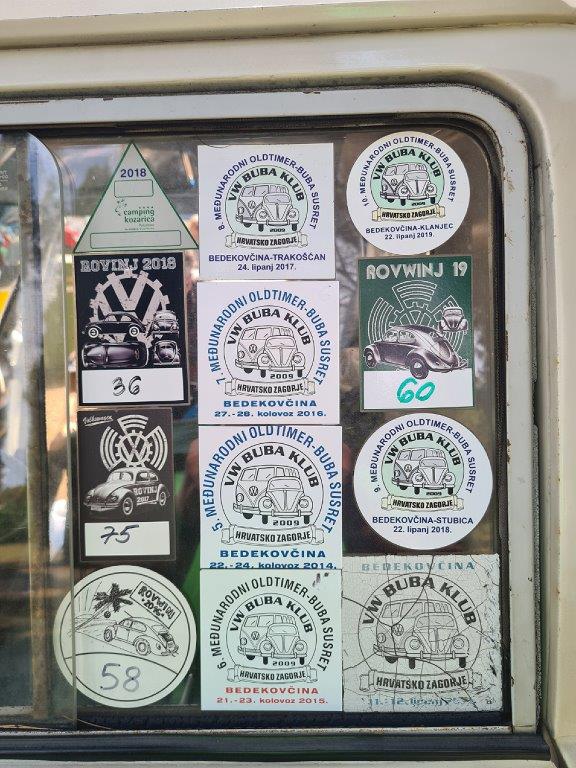 2018
camping
kozarica
8. MEĐUNARODNI OLDTIMER-BUBA SUSRET
VW BUBA KLUB
2009
HRVATSKO ZAGORJE
BEDEKOVČINA-TRAKOŠĆAN
24. lipanj 2017.
10. MEĐUNARODNI OLDTIMER-BUBA SUSRET
VW BUBA KLUB
2009
HRVATSKO ZAGORJE
BEDEKOVČINA-KLANJEC
22. lipanj 2019.
ROVINJ 2018
36
7. MEĐUNARODNI OLDTIMER-BUBA SUSRET
VW BUBA KLUB
2009
HRVATSKO ZAGORJE
BEDEKOVČINA
27.-28. kolovoz 2016.
ROVWINJ 19
60
Volkswagen
ROVINJ
2017
75
5. MEĐUNARODNI OLDTIMER-BUBA SUSRET
VW BUBA KLUB
2009
HRVATSKO ZAGORJE
BEDEKOVČINA
22.-24. kolovoz 2014.
9. MEĐUNARODNI OLDTIMER-BUBA SUSRET
VW BUBA KLUB
2009
HRVATSKO ZAGORJE
BEDEKOVČINA-STUBICA
22. lipanj 2018.
58
6. MEĐUNARODNI OLDTIMER-BUBA SUSRET
VW BUBA KLUB
2009
HRVATSKO ZAGORJE
BEDEKOVČINA
21.-23. kolovoz 2015.
BEDEKOVČINA
VW BUBA KLUB
HRVATSKO ZAGORJE
lipanj